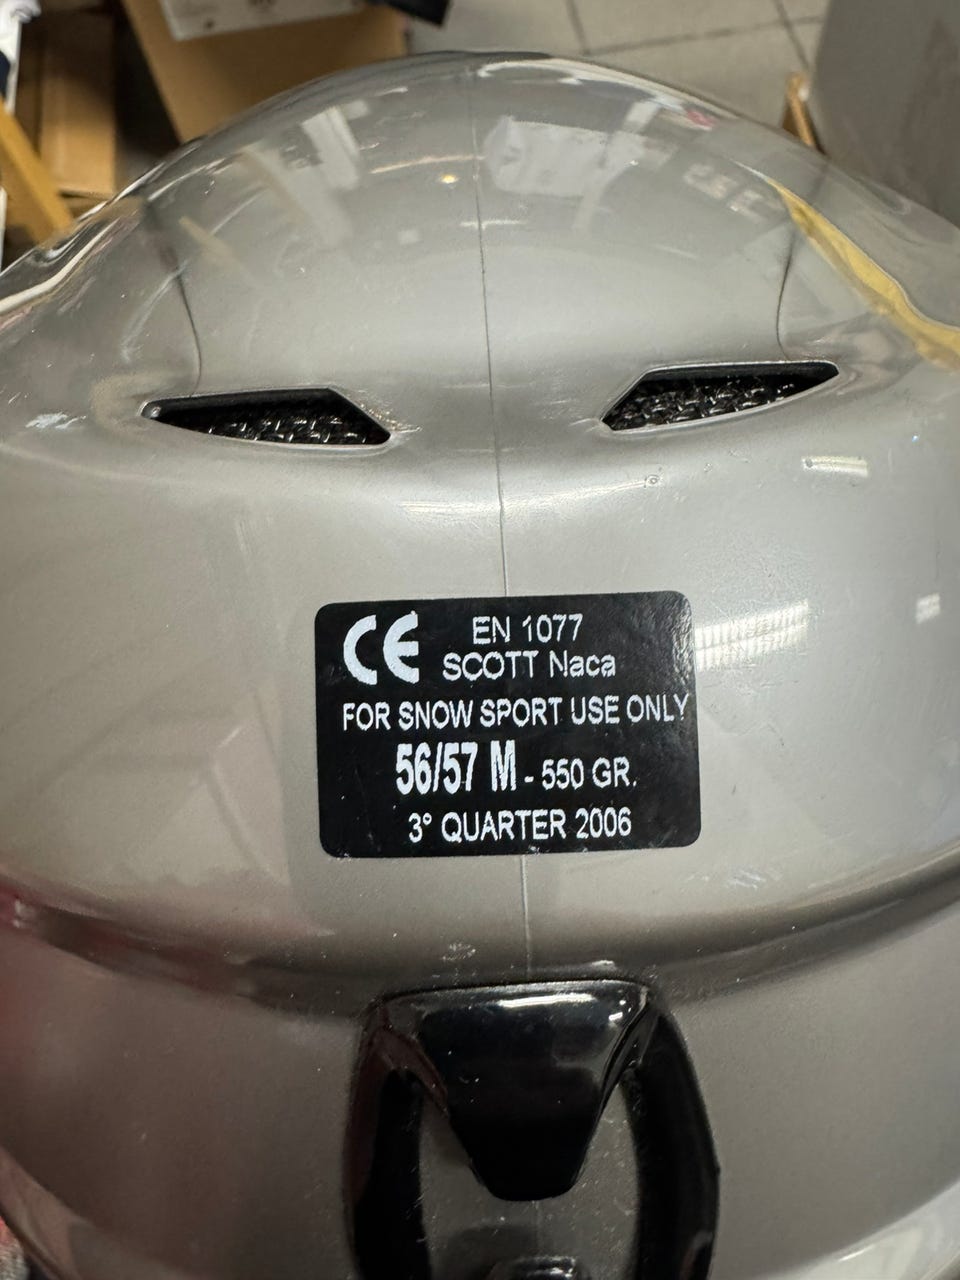 CE EN 1077
SCOTT Naca
FOR SNOW SPORT USE ONLY
56/57 M - 550 GR.
3° QUARTER 2006